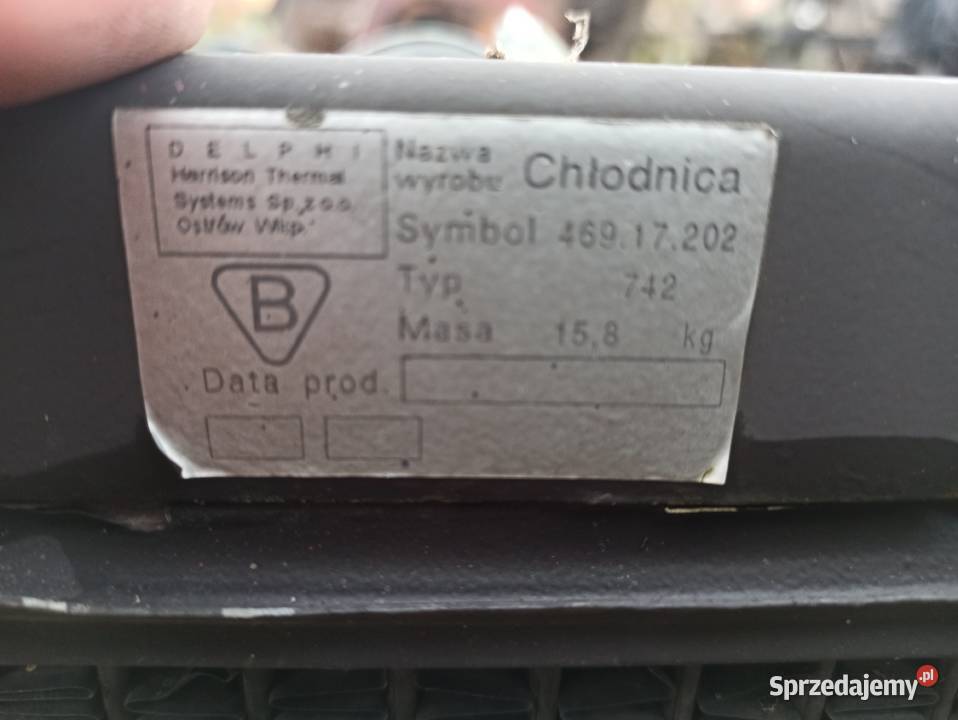 DELPHI
Harrison Thermal
Systems Sp.z o.o.
Ostrów Wlkp.
Nazwa
wyrobu Chłodnica
Symbol 469.17.202
Typ 742
Masa 15,8 kg
B
Data prod.
Sprzedajemy.pl